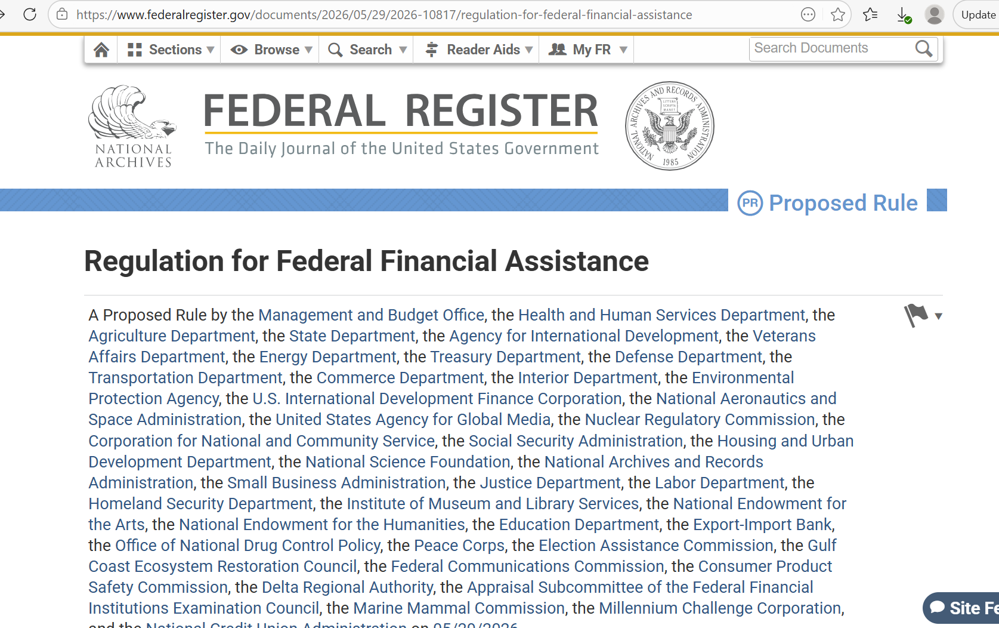 https://www.federalregister.gov/documents/2026/05/29/2026-10817/regulation-for-federal-financial-assistance
Update
Sections ▼ Browse ▼ Search ▼ Reader Aids ▼ My FR ▼ Search Documents
NATIONAL
ARCHIVES
FEDERAL REGISTER
The Daily Journal of the United States Government
NATIONAL ARCHIVES AND RECORDS ADMINISTRATION
LITTERA
SCRIPTA
MANET
1985
PR Proposed Rule
Regulation for Federal Financial Assistance
A Proposed Rule by the Management and Budget Office, the Health and Human Services Department, the
Agriculture Department, the State Department, the Agency for International Development, the Veterans
Affairs Department, the Energy Department, the Treasury Department, the Defense Department, the
Transportation Department, the Commerce Department, the Interior Department, the Environmental
Protection Agency, the U.S. International Development Finance Corporation, the National Aeronautics and
Space Administration, the United States Agency for Global Media, the Nuclear Regulatory Commission, the
Corporation for National and Community Service, the Social Security Administration, the Housing and Urban
Development Department, the National Science Foundation, the National Archives and Records
Administration, the Small Business Administration, the Justice Department, the Labor Department, the
Homeland Security Department, the Institute of Museum and Library Services, the National Endowment for
the Arts, the National Endowment for the Humanities, the Education Department, the Export-Import Bank,
the Office of National Drug Control Policy, the Peace Corps, the Election Assistance Commission, the Gulf
Coast Ecosystem Restoration Council, the Federal Communications Commission, the Consumer Product
Safety Commission, the Delta Regional Authority, the Appraisal Subcommittee of the Federal Financial
Institutions Examination Council, the Marine Mammal Commission, the Millennium Challenge Corporation,
and the National Credit Union Administration on 05/29/2026
Site Fe